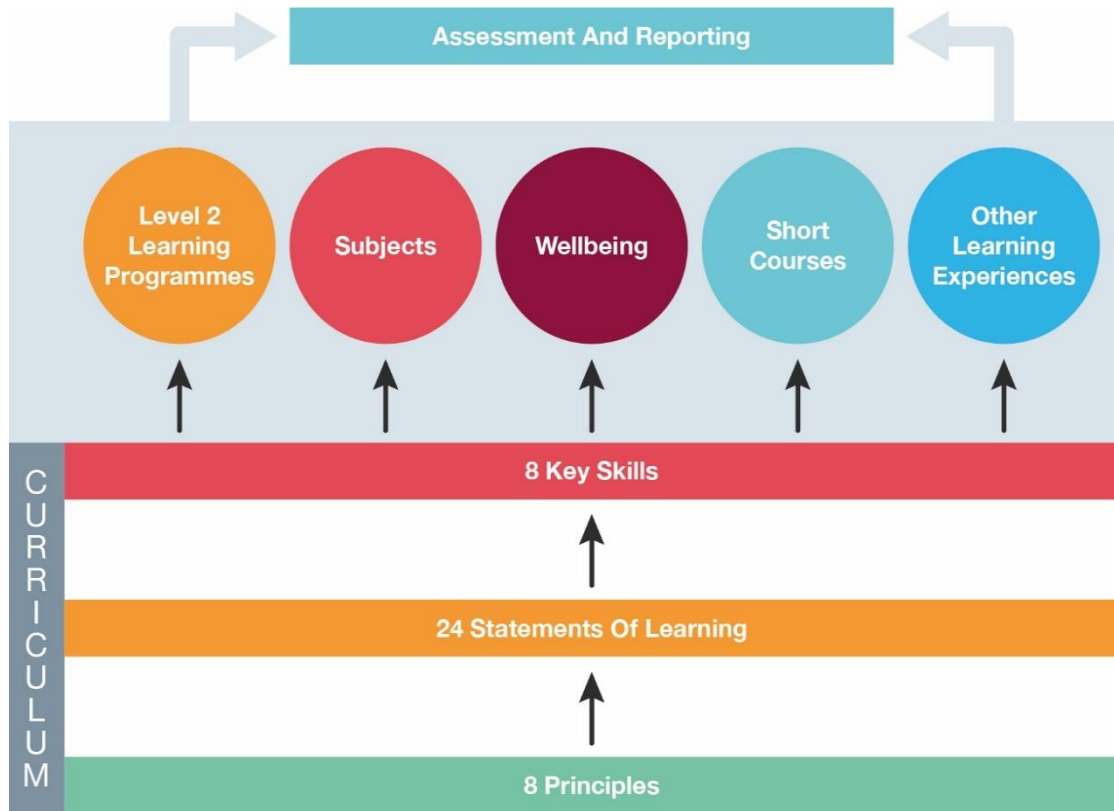 Assessment And Reporting
Level 2
Learning
Programmes
Subjects
Wellbeing
Short
Courses
Other
Learning
Experiences
CURRICULUM
8 Key Skills
24 Statements Of Learning
8 Principles